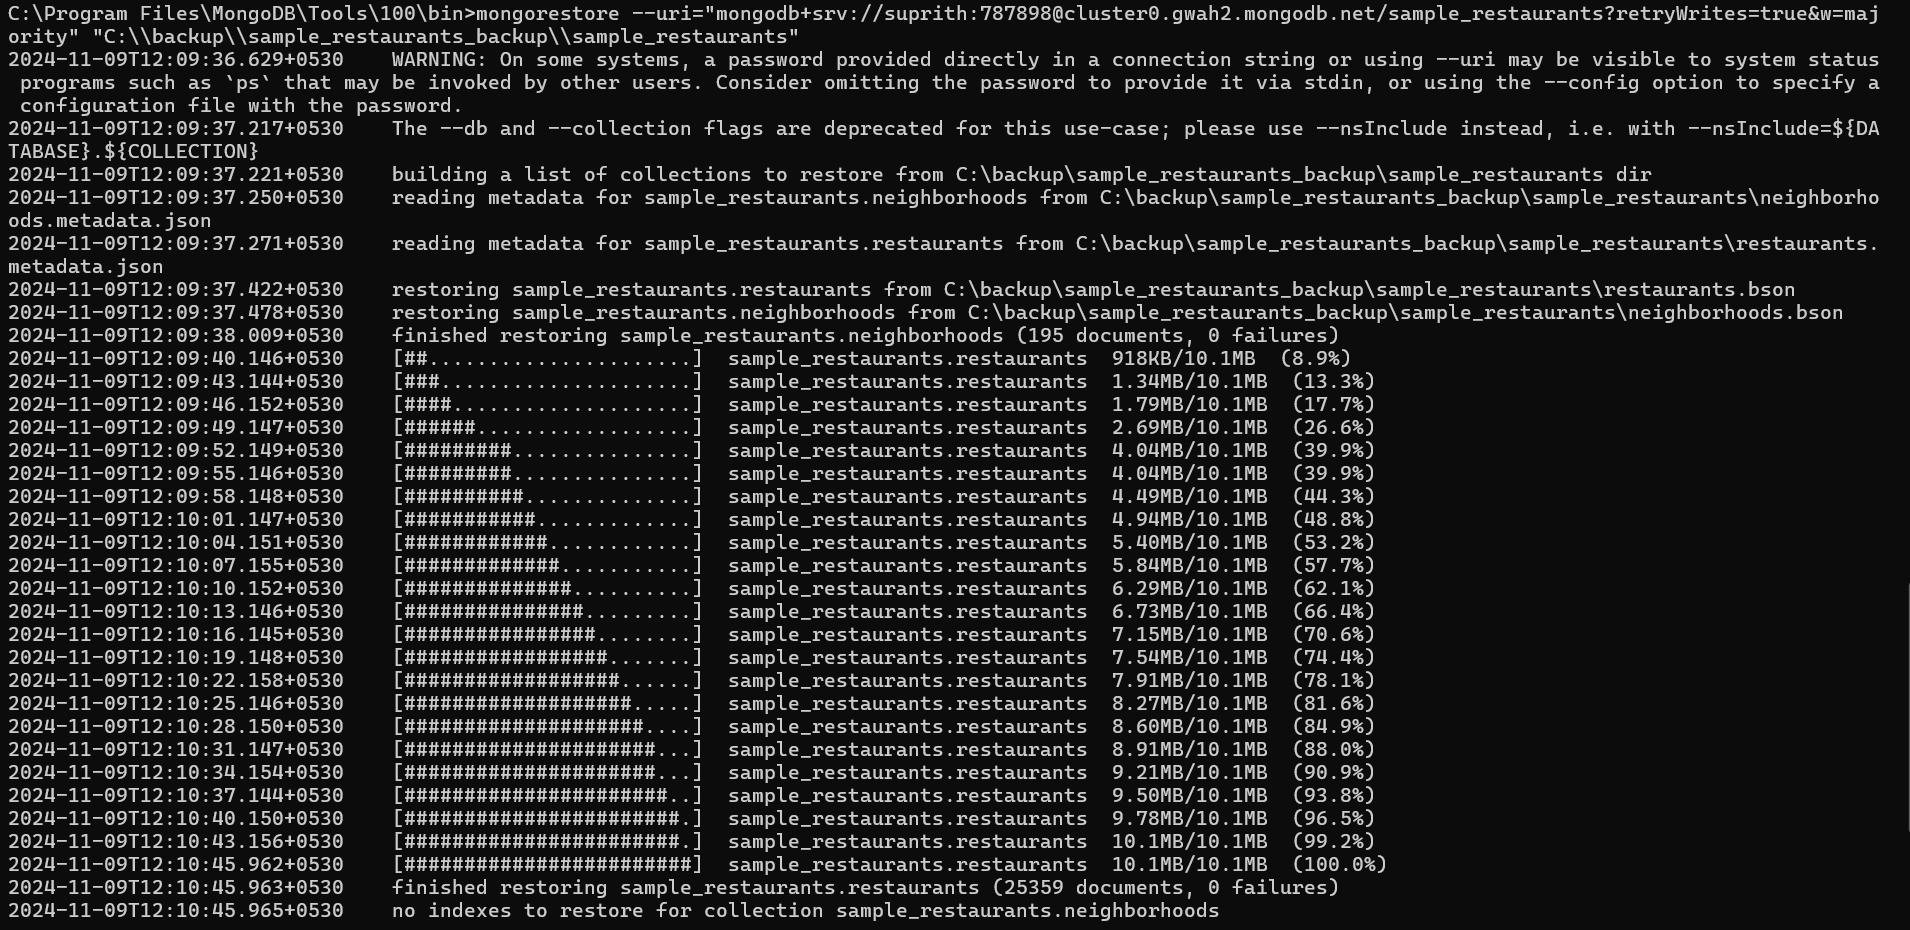 C:\Program Files\MongoDB\Tools\100\bin>mongorestore --uri="mongodb+srv://suprith:787898@cluster0.gwah2.mongodb.net/sample_restaurants?retryWrites=true&w=maj
ority" "C:\\backup\\sample_restaurants_backup\\sample_restaurants"
2024-11-09T12:09:36.629+0530    WARNING: On some systems, a password provided directly in a connection string or using --uri may be visible to system status
 programs such as `ps` that may be invoked by other users. Consider omitting the password to provide it via stdin, or using the --config option to specify a
 configuration file with the password.
2024-11-09T12:09:37.217+0530    The --db and --collection flags are deprecated for this use-case; please use --nsInclude instead, i.e. with --nsInclude=${DA
TABASE}.${COLLECTION}
2024-11-09T12:09:37.221+0530    building a list of collections to restore from C:\backup\sample_restaurants_backup\sample_restaurants dir
2024-11-09T12:09:37.250+0530    reading metadata for sample_restaurants.neighborhoods from C:\backup\sample_restaurants_backup\sample_restaurants\neighborho
ods.metadata.json
2024-11-09T12:09:37.271+0530    reading metadata for sample_restaurants.restaurants from C:\backup\sample_restaurants_backup\sample_restaurants\restaurants.
metadata.json
2024-11-09T12:09:37.422+0530    restoring sample_restaurants.restaurants from C:\backup\sample_restaurants_backup\sample_restaurants\restaurants.bson
2024-11-09T12:09:37.478+0530    restoring sample_restaurants.neighborhoods from C:\backup\sample_restaurants_backup\sample_restaurants\neighborhoods.bson
2024-11-09T12:09:38.009+0530    finished restoring sample_restaurants.neighborhoods (195 documents, 0 failures)
2024-11-09T12:09:40.146+0530    [##......................]  sample_restaurants.restaurants  918KB/10.1MB  (8.9%)
2024-11-09T12:09:43.144+0530    [###.....................]  sample_restaurants.restaurants  1.34MB/10.1MB  (13.3%)
2024-11-09T12:09:46.152+0530    [####....................]  sample_restaurants.restaurants  1.79MB/10.1MB  (17.7%)
2024-11-09T12:09:49.147+0530    [######..................]  sample_restaurants.restaurants  2.69MB/10.1MB  (26.6%)
2024-11-09T12:09:52.149+0530    [#########...............]  sample_restaurants.restaurants  4.04MB/10.1MB  (39.9%)
2024-11-09T12:09:55.146+0530    [#########...............]  sample_restaurants.restaurants  4.04MB/10.1MB  (39.9%)
2024-11-09T12:09:58.148+0530    [##########..............]  sample_restaurants.restaurants  4.49MB/10.1MB  (44.3%)
2024-11-09T12:10:01.147+0530    [###########.............]  sample_restaurants.restaurants  4.94MB/10.1MB  (48.8%)
2024-11-09T12:10:04.151+0530    [############............]  sample_restaurants.restaurants  5.40MB/10.1MB  (53.2%)
2024-11-09T12:10:07.155+0530    [#############...........]  sample_restaurants.restaurants  5.84MB/10.1MB  (57.7%)
2024-11-09T12:10:10.152+0530    [##############..........]  sample_restaurants.restaurants  6.29MB/10.1MB  (62.1%)
2024-11-09T12:10:13.146+0530    [###############.........]  sample_restaurants.restaurants  6.73MB/10.1MB  (66.4%)
2024-11-09T12:10:16.145+0530    [################........]  sample_restaurants.restaurants  7.15MB/10.1MB  (70.6%)
2024-11-09T12:10:19.148+0530    [#################.......]  sample_restaurants.restaurants  7.54MB/10.1MB  (74.4%)
2024-11-09T12:10:22.158+0530    [##################......]  sample_restaurants.restaurants  7.91MB/10.1MB  (78.1%)
2024-11-09T12:10:25.146+0530    [###################.....]  sample_restaurants.restaurants  8.27MB/10.1MB  (81.6%)
2024-11-09T12:10:28.150+0530    [####################....]  sample_restaurants.restaurants  8.60MB/10.1MB  (84.9%)
2024-11-09T12:10:31.147+0530    [#####################...]  sample_restaurants.restaurants  8.91MB/10.1MB  (88.0%)
2024-11-09T12:10:34.154+0530    [#####################...]  sample_restaurants.restaurants  9.21MB/10.1MB  (90.9%)
2024-11-09T12:10:37.144+0530    [######################..]  sample_restaurants.restaurants  9.50MB/10.1MB  (93.8%)
2024-11-09T12:10:40.150+0530    [#######################.]  sample_restaurants.restaurants  9.78MB/10.1MB  (96.5%)
2024-11-09T12:10:43.156+0530    [#######################.]  sample_restaurants.restaurants  10.1MB/10.1MB  (99.2%)
2024-11-09T12:10:45.962+0530    [########################]  sample_restaurants.restaurants  10.1MB/10.1MB  (100.0%)
2024-11-09T12:10:45.963+0530    finished restoring sample_restaurants.restaurants (25359 documents, 0 failures)
2024-11-09T12:10:45.965+0530    no indexes to restore for collection sample_restaurants.neighborhoods